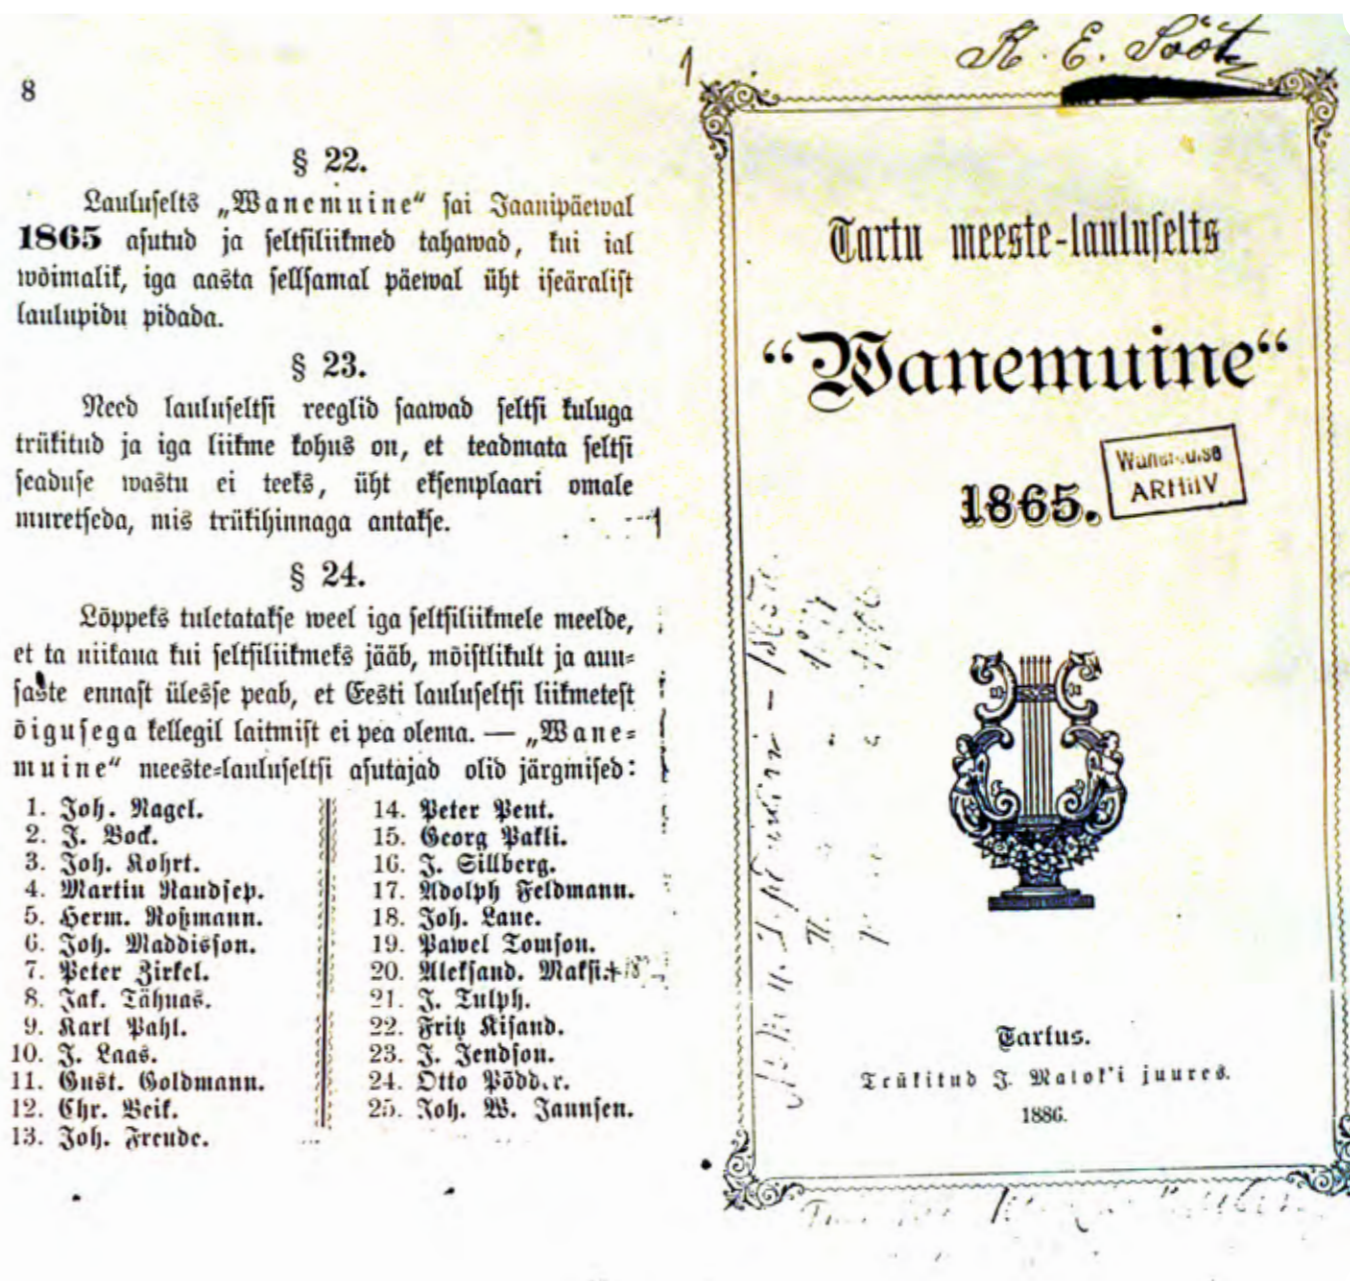 8
§ 22.
Lauluselts „Wanemuine“ sai Jaanipäewal
1865 asutud ja seltsiliikmed tahawad, kui ial
wõimalik, iga aasta sellsamal päewal üht iseäralist
laulupidu pidada.
§ 23.
Need lauluseltsi reeglid saawad seltsi kuluga
trükitud ja iga liikme kohus on, et teadmata seltsi
seaduse wastu ei teeks, üht eksemplaari omale
muretseda, mis trükihinnaga antakse.
§ 24.
Lõppeks tuletatakse weel iga seltsiliikmele meelde,
et ta niikaua kui seltsiliikmeks jääb, mõistlikult ja auu-
saste ennast ülesse peab, et Eesti lauluseltsi liikmetest
õigusega kellegil laitmist ei pea olema. — „Wane-
muine“ meeste-lauluseltsi asutajad olid järgmised:
1. Joh. Nagel.
2. J. Bock.
3. Joh. Kohrt.
4. Martin Raudsep.
5. Herm. Roßmann.
6. Joh. Maddisson.
7. Peter Zirkel.
8. Jak. Tähnas.
9. Karl Pahl.
10. J. Laas.
11. Gust. Goldmann.
12. Chr. Beik.
13. Joh. Freude.
14. Peter Pent.
15. Georg Pakli.
16. J. Sillberg.
17. Adolph Feldmann.
18. Joh. Lane.
19. Pawel Tomson.
20. Aleksand. Maksi.+
21. J. Tulph.
22. Fritz Kisand.
23. J. Jendson.
24. Otto Põdder.
25. Joh. W. Jannsen.
1
K. E. Sööt
Tartu meeste-lauluselts
“Wanemuine“
1865.
Wanemuise
ARHIIV
Tartus.
Trükitud J. Malok'i juures.
1886.